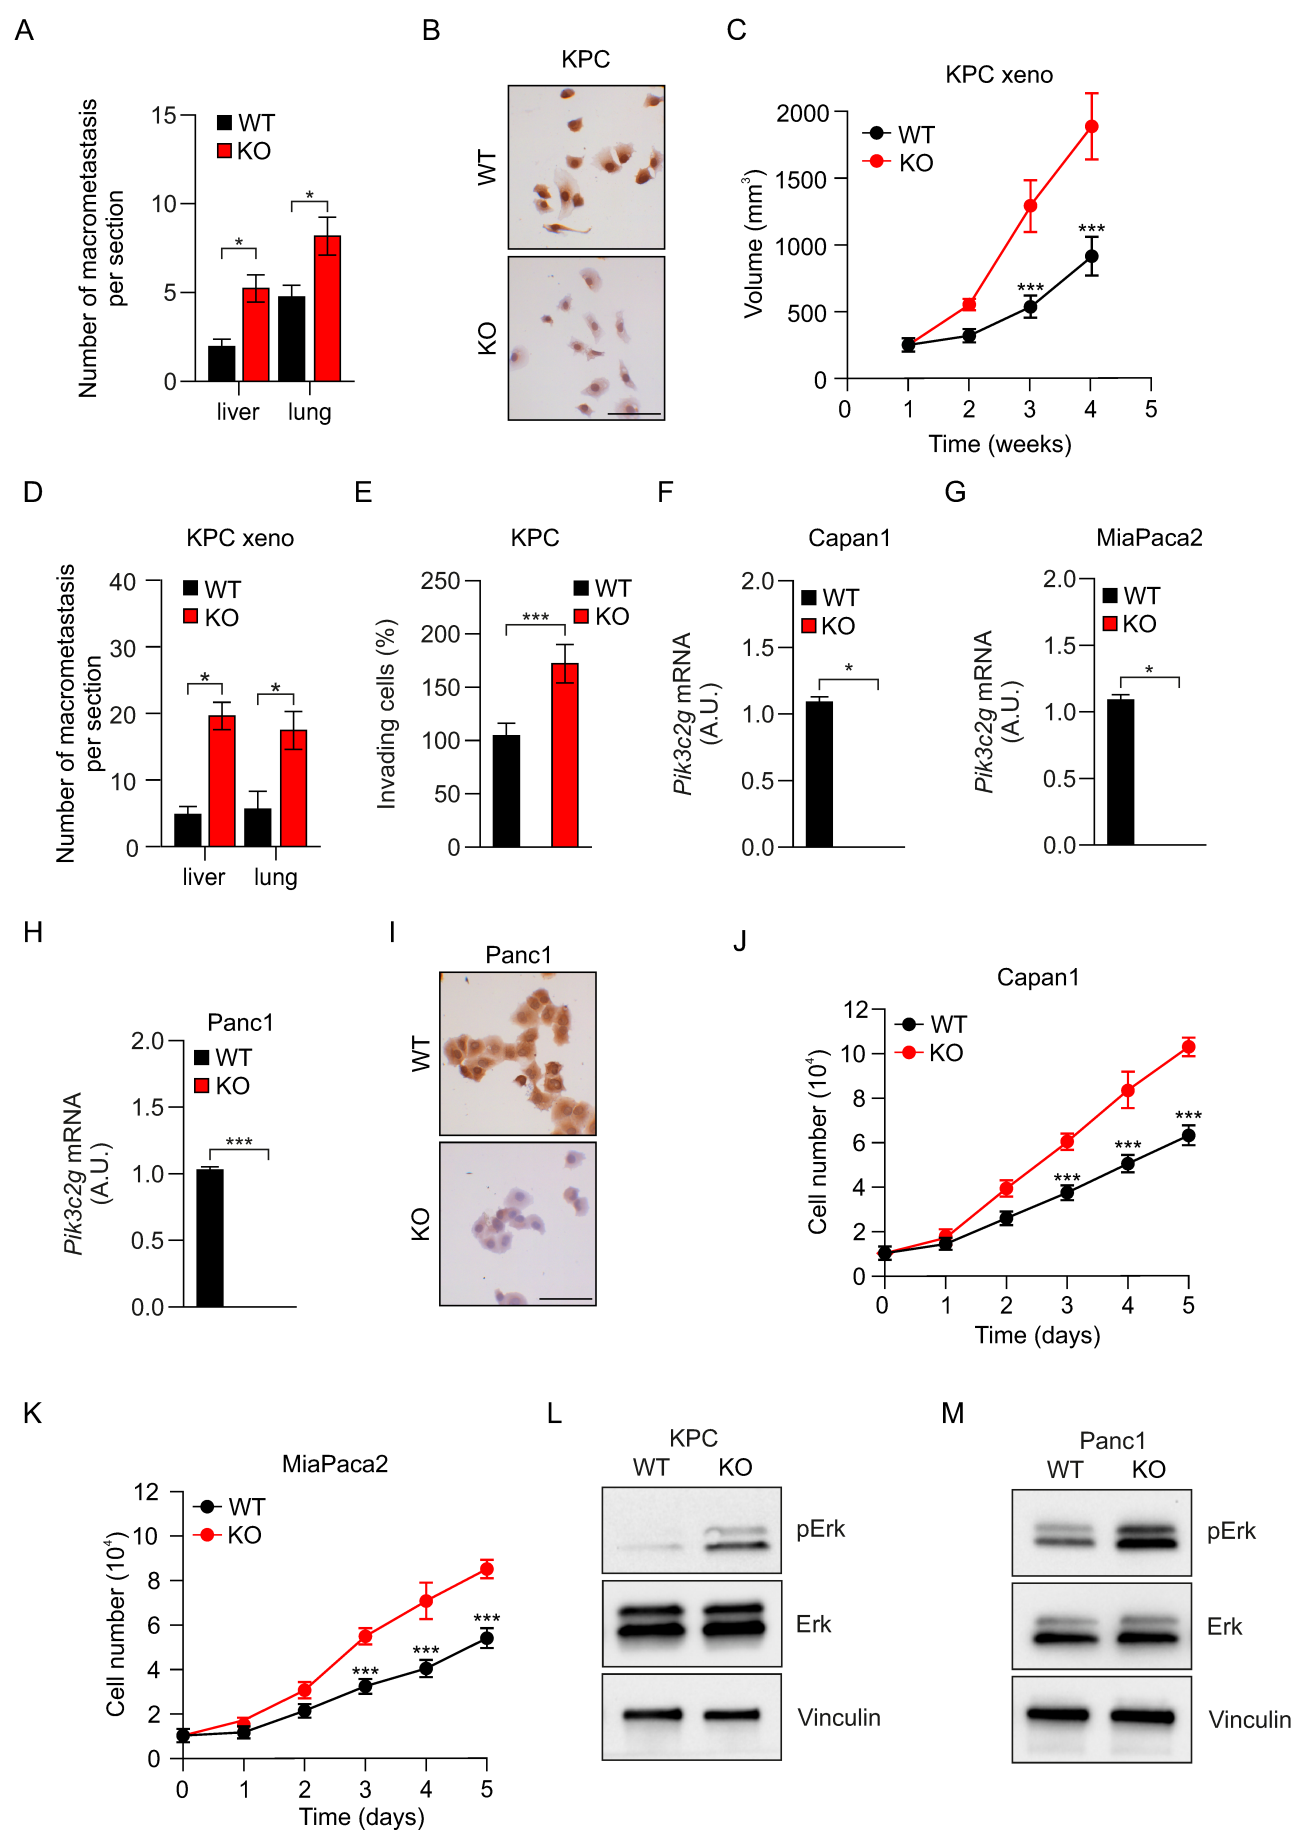 A
Number of macrometastasis
per section
15
10
5
0
WT
KO
*
*
liver
lung
B
KPC
WT
KO
C
KPC xeno
Volume (mm³)
2000
1500
1000
500
0
WT
KO
***
***
0 1 2 3 4 5
Time (weeks)
D
KPC xeno
Number of macrometastasis
per section
40
30
20
10
0
WT
KO
*
*
liver
lung
E
KPC
Invading cells (%)
250
200
150
100
50
0
WT
KO
***
F
Capan1
Pik3c2g mRNA
(A.U.)
2.0
1.5
1.0
0.5
0.0
WT
KO
*
G
MiaPaca2
Pik3c2g mRNA
(A.U.)
2.0
1.5
1.0
0.5
0.0
WT
KO
*
H
Panc1
Pik3c2g mRNA
(A.U.)
2.0
1.5
1.0
0.5
0.0
WT
KO
***
I
Panc1
WT
KO
J
Capan1
Cell number (10⁴)
12
10
8
6
4
2
0
WT
KO
***
***
***
0 1 2 3 4 5
Time (days)
K
MiaPaca2
Cell number (10⁴)
12
10
8
6
4
2
0
WT
KO
***
***
***
0 1 2 3 4 5
Time (days)
L
KPC
WT KO
pErk
Erk
Vinculin
M
Panc1
WT KO
pErk
Erk
Vinculin